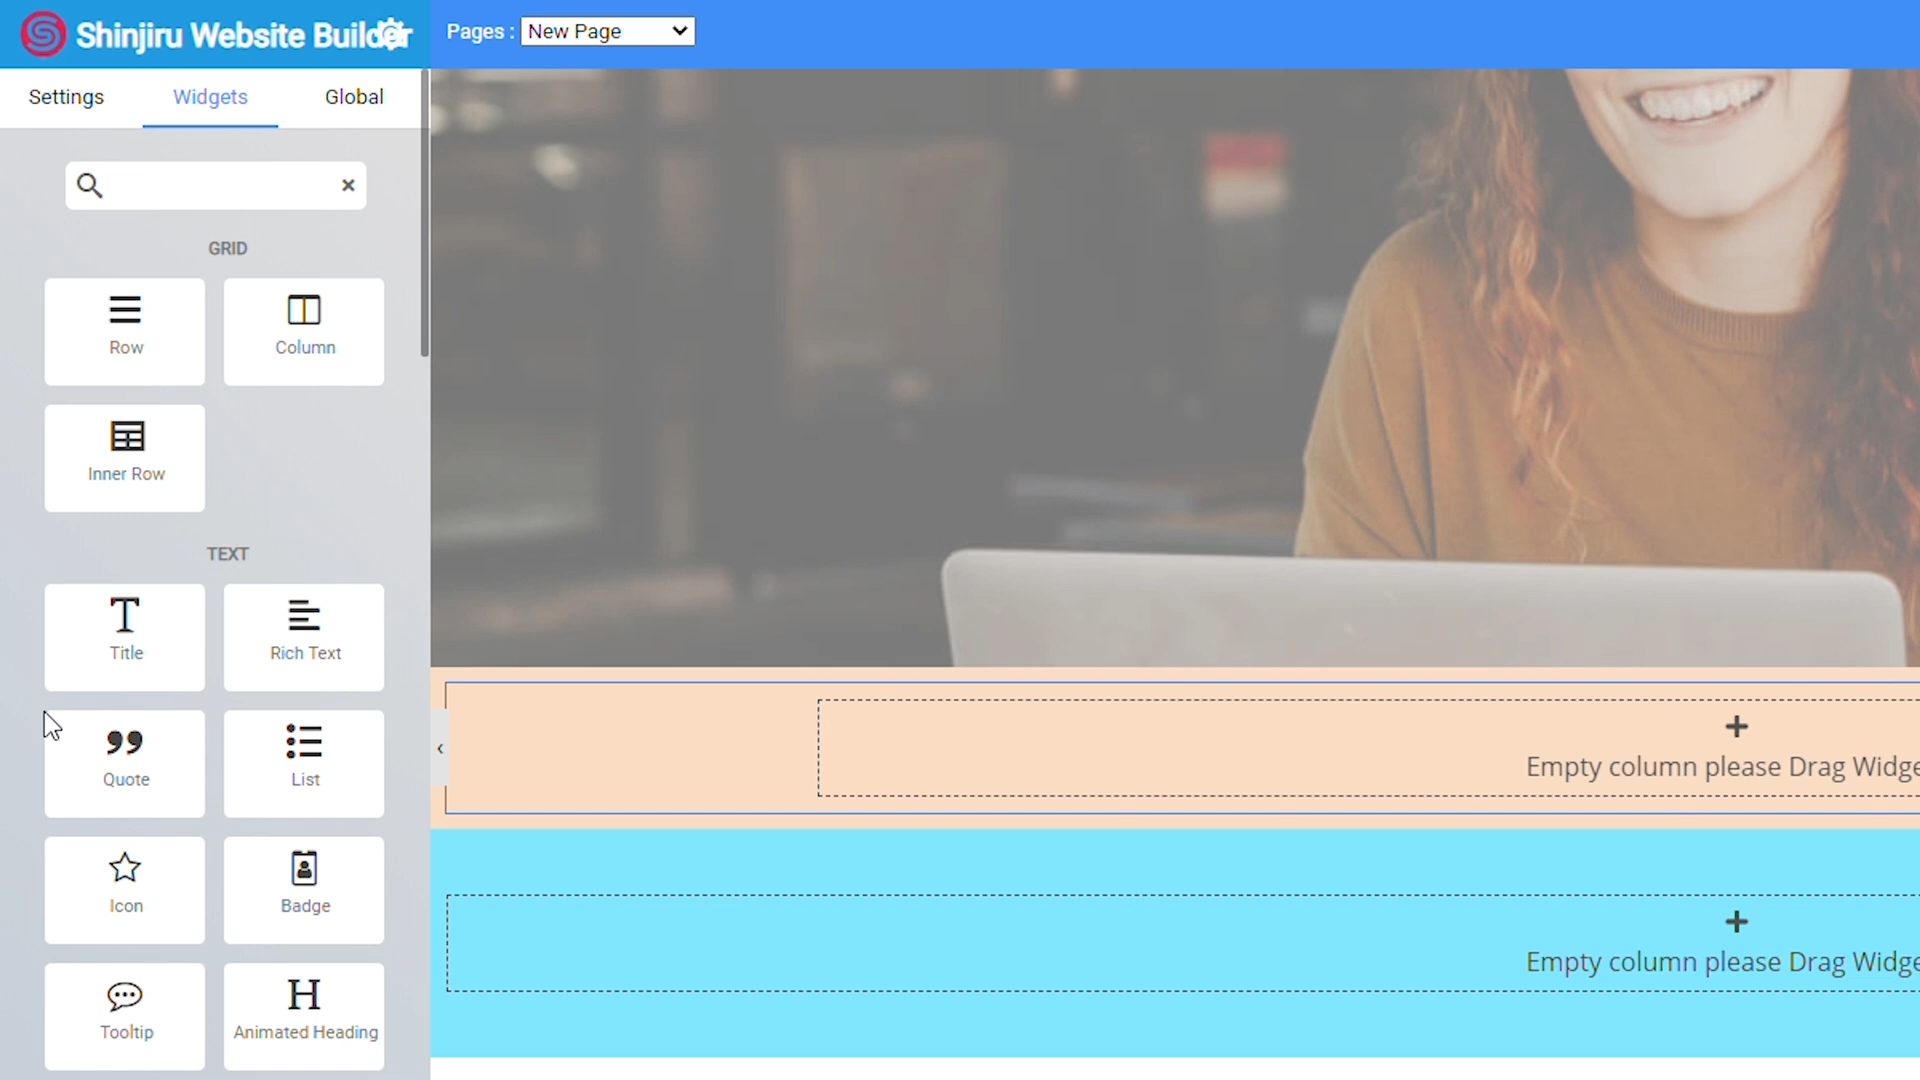 Shinjiru Website Builder
Pages : New Page
Settings Widgets Global
GRID
Row Column
Inner Row
TEXT
Title Rich Text
Quote List
Icon Badge
Tooltip Animated Heading
Empty column please Drag Widge
Empty column please Drag Widge